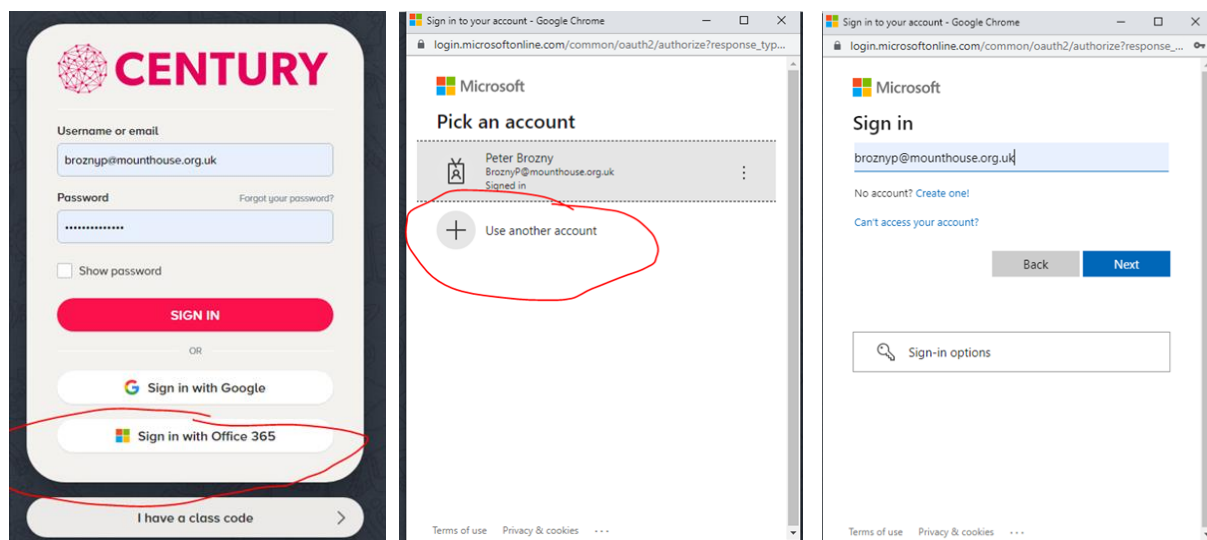 CENTURY
Username or email
broznyp@mounthouse.org.uk
Password Forgot your password?
••••••••••••••
Show password
SIGN IN
OR
Sign in with Google
Sign in with Office 365
I have a class code
Sign in to your account - Google Chrome
login.microsoftonline.com/common/oauth2/authorize?response_typ...
Microsoft
Pick an account
Peter Brozny
BroznyP@mounthouse.org.uk
Signed in
Use another account
Terms of use Privacy & cookies ...
Sign in to your account - Google Chrome
login.microsoftonline.com/common/oauth2/authorize?response_...
Microsoft
Sign in
broznyp@mounthouse.org.uk
No account? Create one!
Can't access your account?
Back Next
Sign-in options
Terms of use Privacy & cookies ...